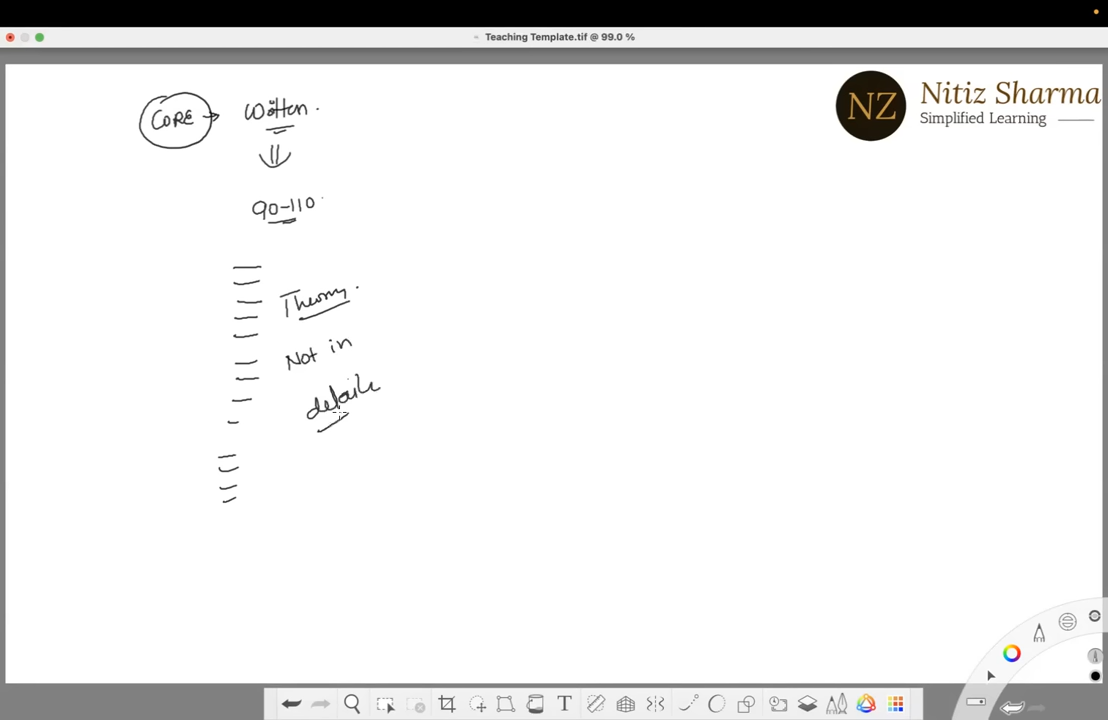 Teaching Template.tif @ 99.0 %
NZ
Nitiz Sharma
Simplified Learning
CORE → Written.
90-110
Theory.
Not in
details